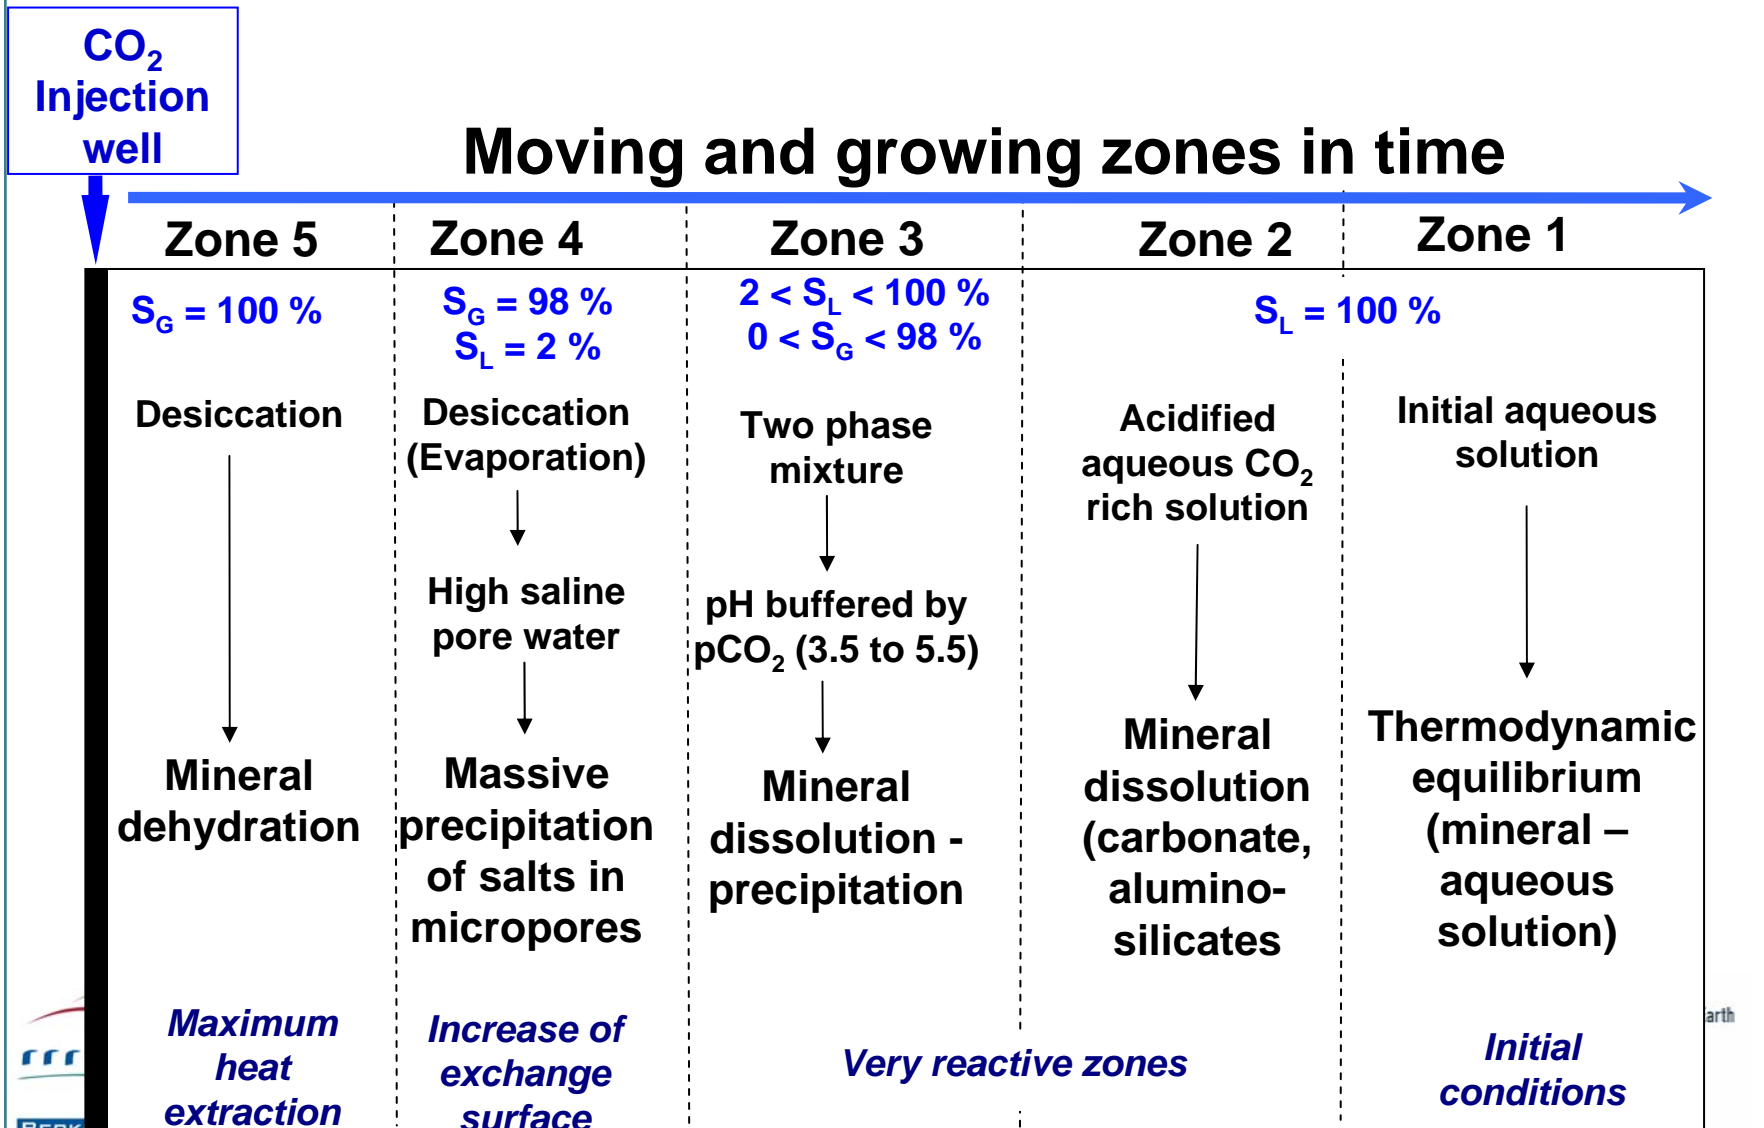 CO2
Injection
well
Moving and growing zones in time
Zone 5
Zone 4
Zone 3
Zone 2
Zone 1
SG = 100 %
SG = 98 %
SL = 2 %
2 < SL < 100 %
0 < SG < 98 %
SL = 100 %
Desiccation
Mineral
dehydration
Maximum
heat
extraction
Desiccation
(Evaporation)
High saline
pore water
Massive
precipitation
of salts in
micropores
Increase of
exchange
surface
Two phase
mixture
pH buffered by
pCO2 (3.5 to 5.5)
Mineral
dissolution -
precipitation
Acidified
aqueous CO2
rich solution
Mineral
dissolution
(carbonate,
alumino-
silicates
Very reactive zones
Initial aqueous
solution
Thermodynamic
equilibrium
(mineral –
aqueous
solution)
Initial
conditions